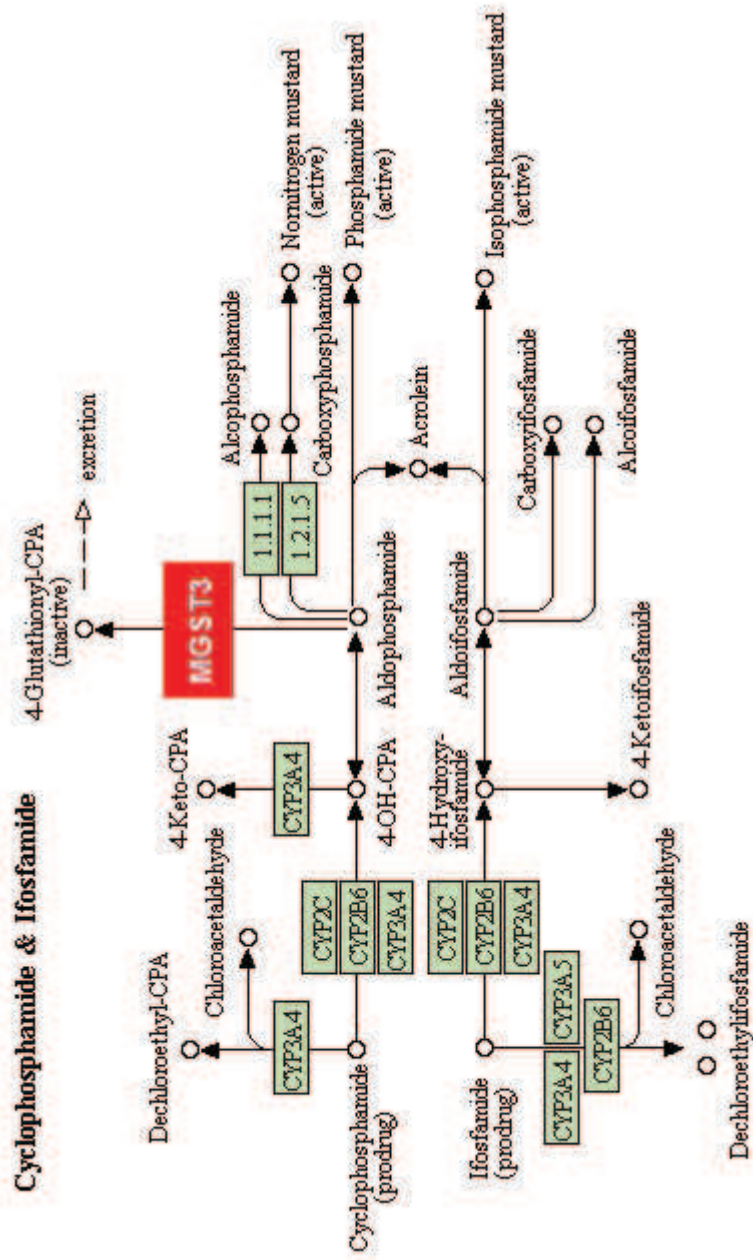 Cyclophosphamide & Ifosfamide
4-Glutathionyl-CPA
(inactive)
excretion
MGST3
Dechloroethyl-CPA
Chloroacetaldehyde
4-Keto-CPA
CYP3A4
CYP3A4
1.1.1.1
1.2.1.5
Alcophosphamide
Nornitrogen mustard
(active)
Carboxyphosphamide
Cyclophosphamide
(prodrug)
CYP2C
CYP2B6
CYP3A4
4-OH-CPA
Aldophosphamide
Phosphamide mustard
(active)
Acrolein
Ifosfamide
(prodrug)
CYP2C
CYP2B6
CYP3A4
4-Hydroxy-
ifosfamide
Aldoifosfamide
Isophosphamide mustard
(active)
CYP3A4
CYP3A5
CYP2B6
Chloroacetaldehyde
Dechloroethylifosfamide
4-Ketoifosfamide
Carboxyifosfamide
Alcoifosfamide